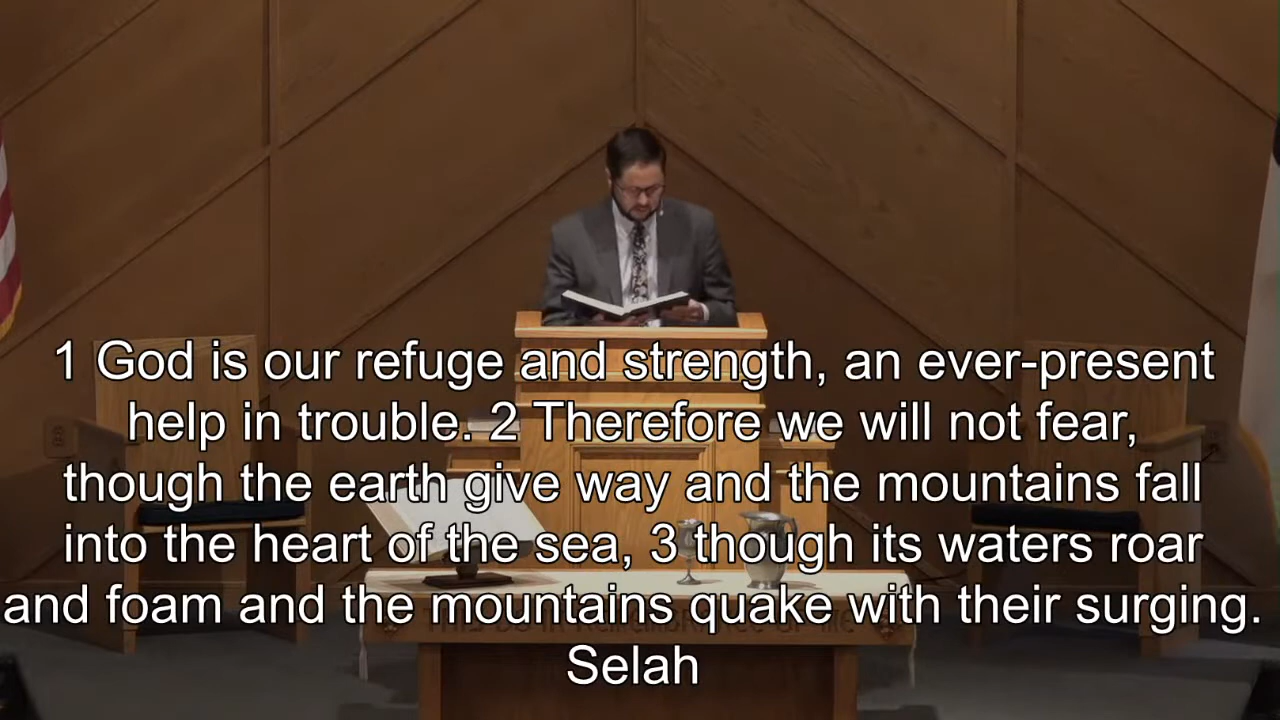 1 God is our refuge and strength, an ever-present
help in trouble. 2 Therefore we will not fear,
though the earth give way and the mountains fall
into the heart of the sea, 3 though its waters roar
and foam and the mountains quake with their surging.
Selah